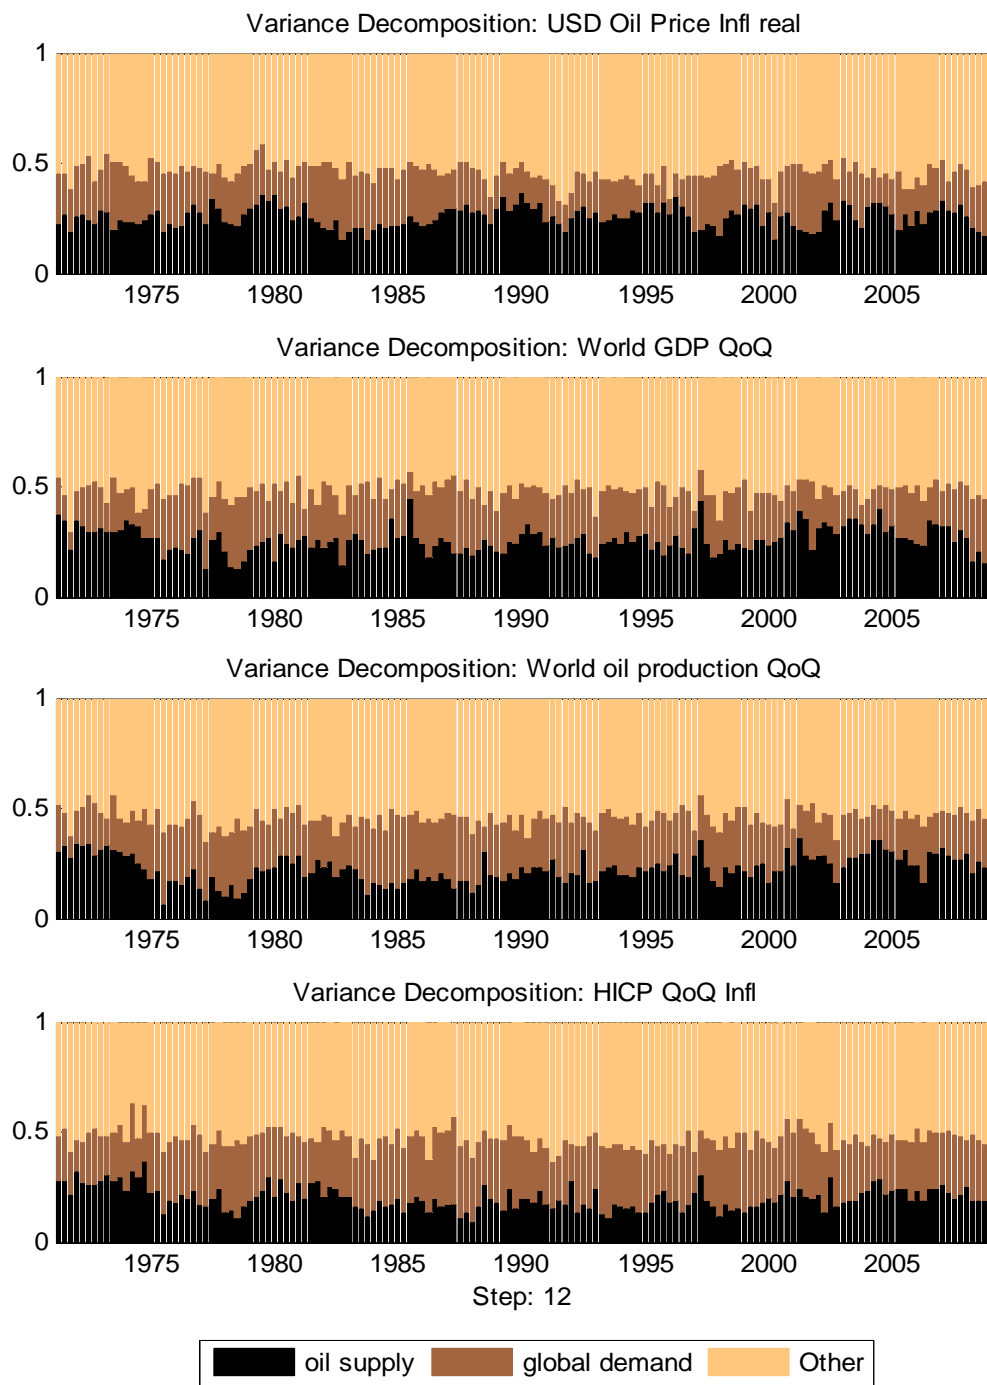 Variance Decomposition: USD Oil Price Infl real
1
0.5
0
1975 1980 1985 1990 1995 2000 2005
Variance Decomposition: World GDP QoQ
1
0.5
0
1975 1980 1985 1990 1995 2000 2005
Variance Decomposition: World oil production QoQ
1
0.5
0
1975 1980 1985 1990 1995 2000 2005
Variance Decomposition: HICP QoQ Infl
1
0.5
0
1975 1980 1985 1990 1995 2000 2005
Step: 12
oil supply global demand Other